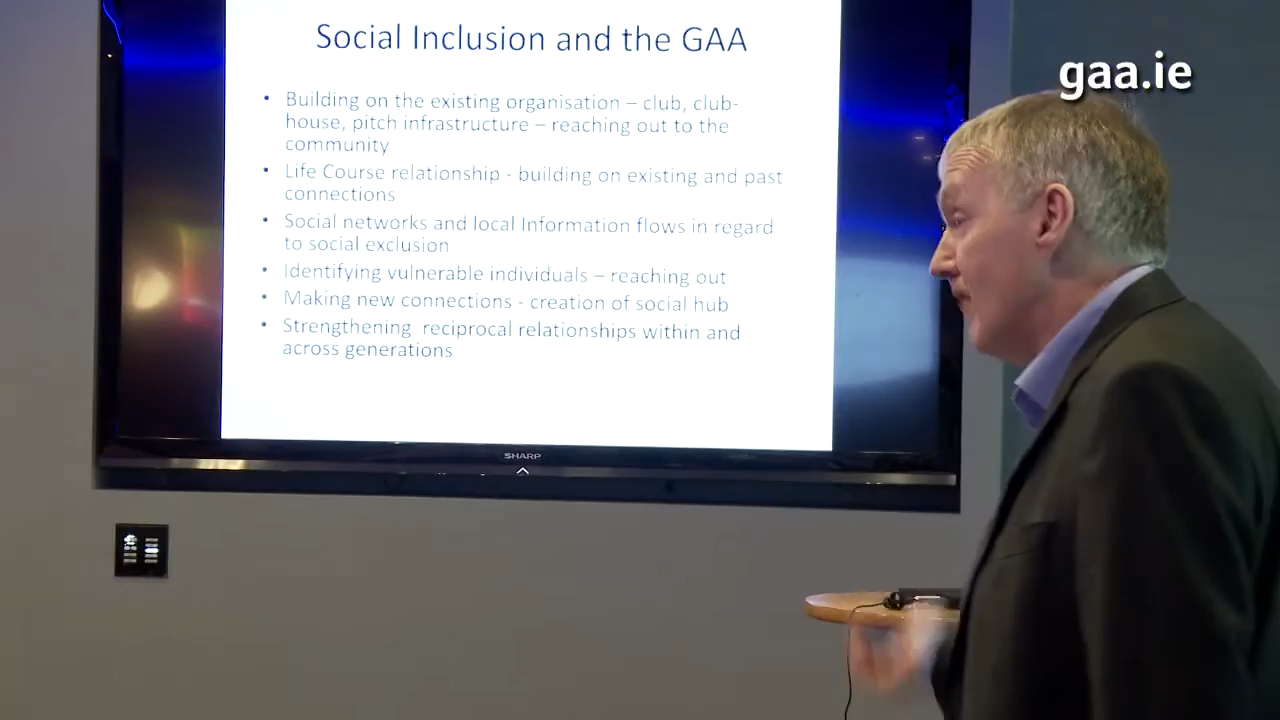 Social Inclusion and the GAA
gaa.ie
• Building on the existing organisation – club, club-
house, pitch infrastructure – reaching out to the
community
• Life Course relationship - building on existing and past
connections
• Social networks and local Information flows in regard
to social exclusion
• Identifying vulnerable individuals – reaching out
• Making new connections - creation of social hub
• Strengthening  reciprocal relationships within and
across generations
SHARP